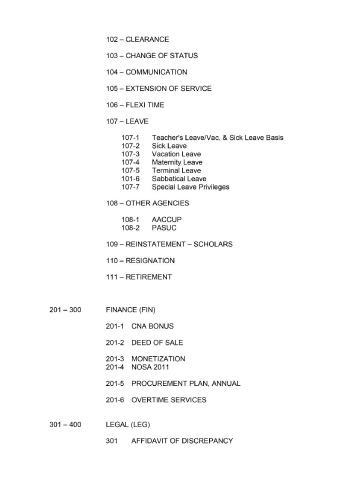 102 – CLEARANCE
103 – CHANGE OF STATUS
104 – COMMUNICATION
105 – EXTENSION OF SERVICE
106 – FLEXI TIME
107 – LEAVE
107-1 Teacher's Leave/Vac. & Sick Leave Basis
107-2 Sick Leave
107-3 Vacation Leave
107-4 Maternity Leave
107-5 Terminal Leave
101-6 Sabbatical Leave
107-7 Special Leave Privileges
108 – OTHER AGENCIES
108-1 AACCUP
108-2 PASUC
109 – REINSTATEMENT – SCHOLARS
110 – RESIGNATION
111 – RETIREMENT
201 – 300 FINANCE (FIN)
201-1 CNA BONUS
201-2 DEED OF SALE
201-3 MONETIZATION
201-4 NOSA 2011
201-5 PROCUREMENT PLAN, ANNUAL
201-6 OVERTIME SERVICES
301 – 400 LEGAL (LEG)
301 AFFIDAVIT OF DISCREPANCY